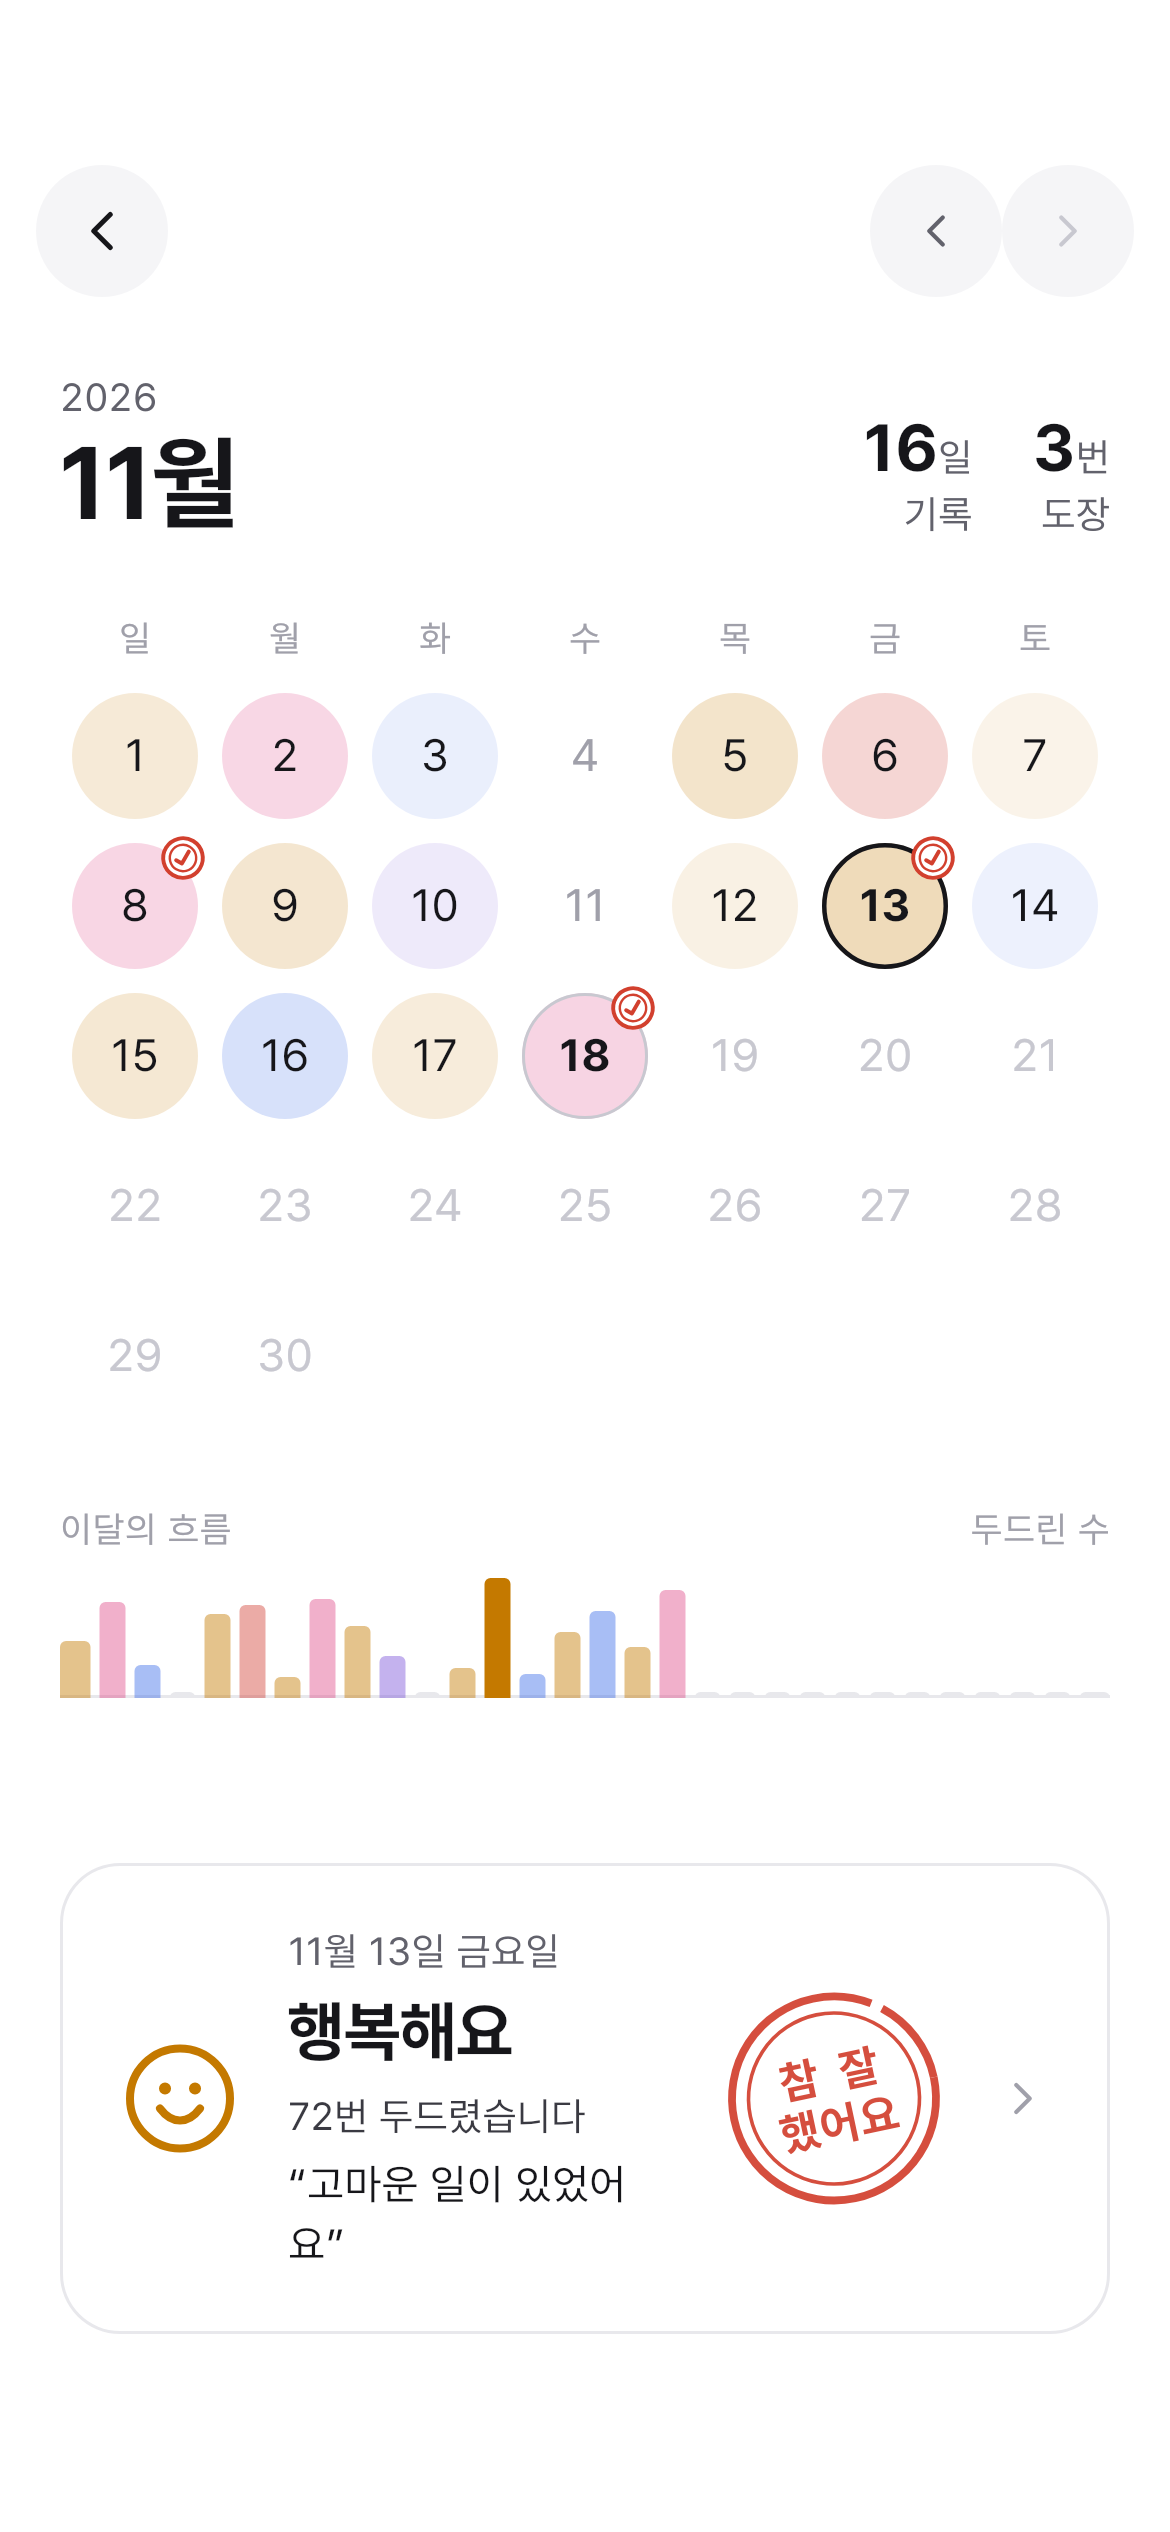 2026
11월
16일
기록
3번
도장
일 월 화 수 목 금 토
1 2 3 4 5 6 7
8 9 10 11 12 13 14
15 16 17 18 19 20 21
22 23 24 25 26 27 28
29 30
이달의 흐름
두드린 수
11월 13일 금요일
행복해요
72번 두드렸습니다
“고마운 일이 있었어
요”
참 잘
했어요